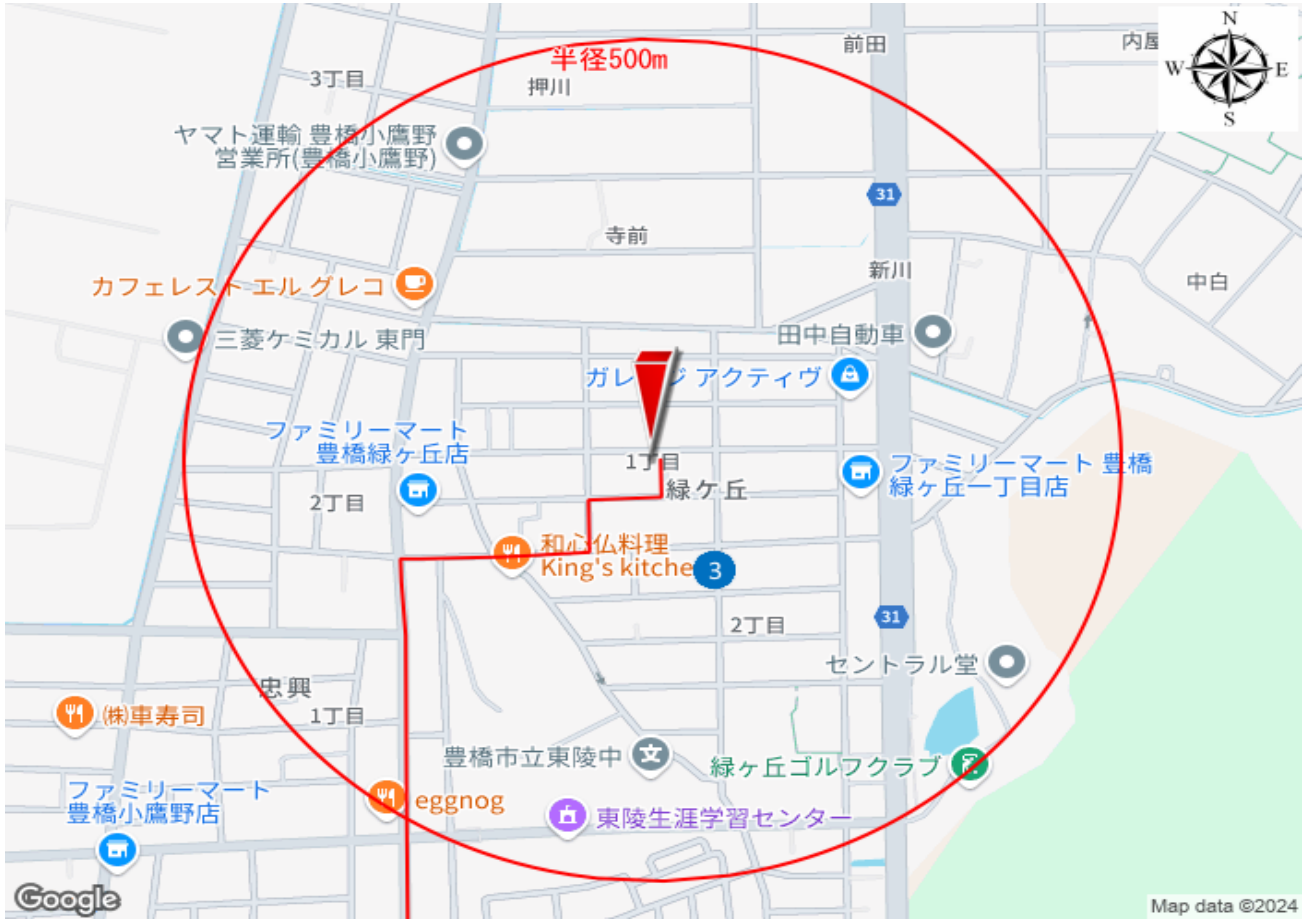 半径500m
N
W
E
S
前田
内屋
3丁目
押川
ヤマト運輸 豊橋小鷹野
営業所(豊橋小鷹野)
31
寺前
新川
中白
カフェレスト エル グレコ
三菱ケミカル 東門
田中自動車
ガレ
ジ アクティヴ
ファミリーマート
豊橋緑ヶ丘店
1丁目
緑ケ丘
ファミリーマート 豊橋
緑ヶ丘一丁目店
2丁目
和心仏料理
King's kitche
3
2丁目
31
セントラル堂
忠興
1丁目
㈱車寿司
豊橋市立東陵中
文
緑ヶ丘ゴルフクラブ
ファミリーマート
豊橋小鷹野店
eggnog
東陵生涯学習センター
Google
Map data ©2024